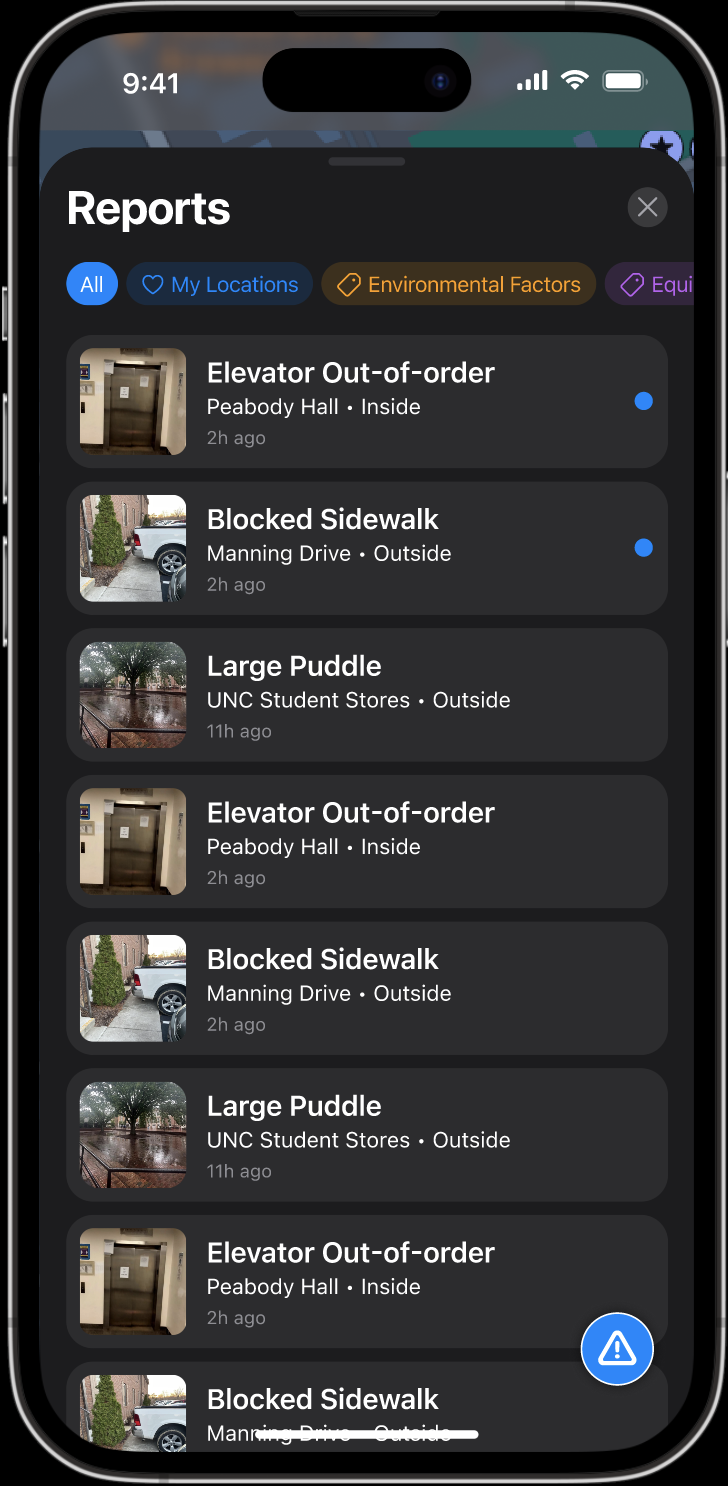 9:41
Reports
All
My Locations
Environmental Factors
Equi
Elevator Out-of-order
Peabody Hall • Inside
2h ago
Blocked Sidewalk
Manning Drive • Outside
2h ago
Large Puddle
UNC Student Stores • Outside
11h ago
Elevator Out-of-order
Peabody Hall • Inside
2h ago
Blocked Sidewalk
Manning Drive • Outside
2h ago
Large Puddle
UNC Student Stores • Outside
11h ago
Elevator Out-of-order
Peabody Hall • Inside
2h ago
Blocked Sidewalk
Manning Drive • Outside